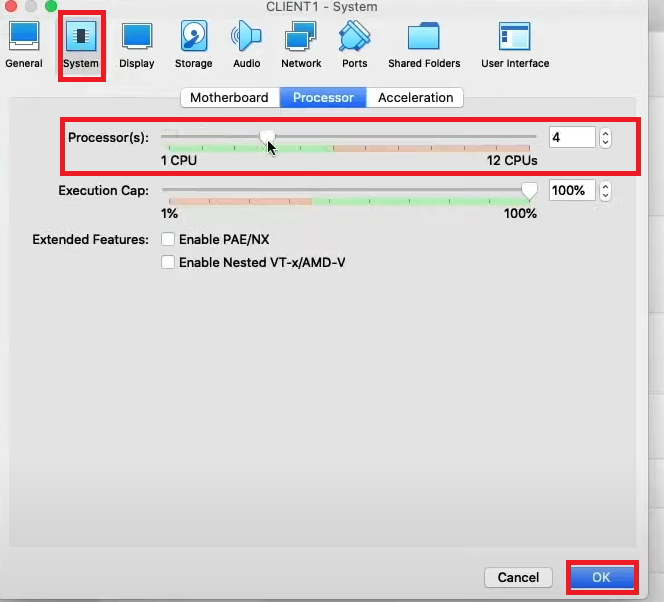 CLIENT1 - System
General System Display Storage Audio Network Ports Shared Folders User Interface
Motherboard Processor Acceleration
Processor(s): 4
1 CPU 12 CPUs
Execution Cap: 100%
1% 100%
Extended Features: Enable PAE/NX
Enable Nested VT-x/AMD-V
Cancel OK